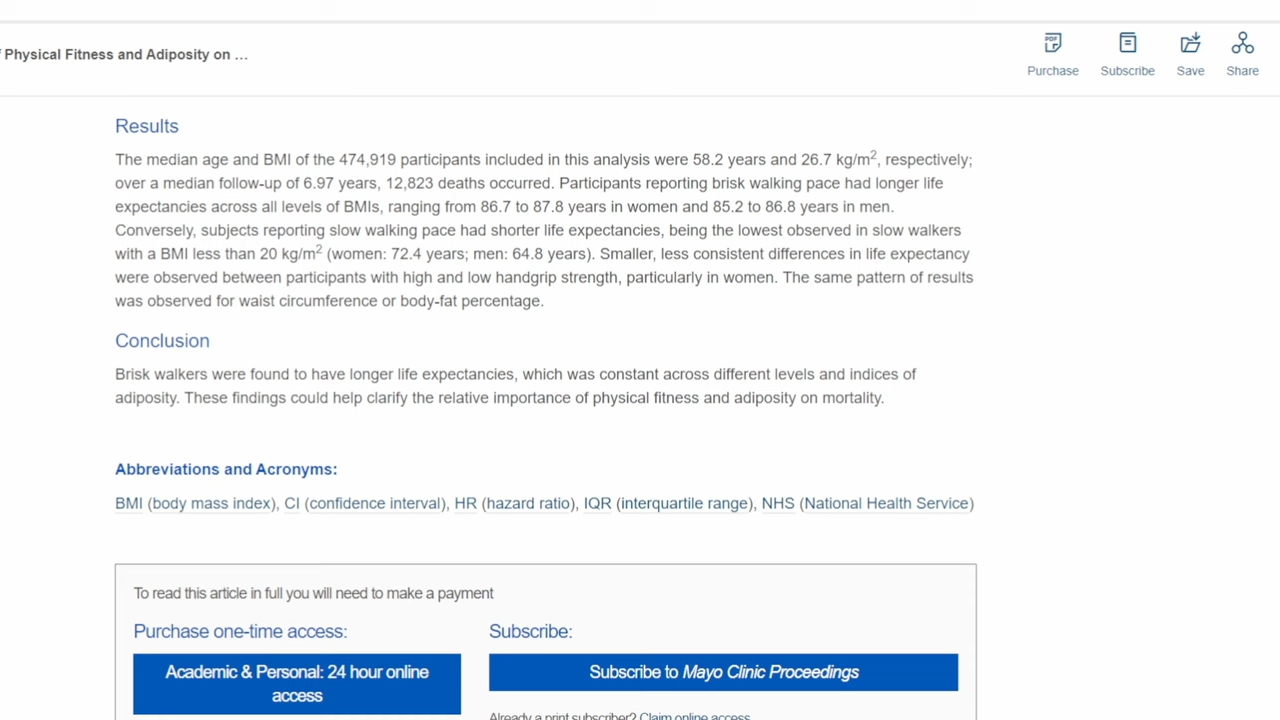 f Physical Fitness and Adiposity on …
Purchase
Subscribe
Save
Share
Results
The median age and BMI of the 474,919 participants included in this analysis were 58.2 years and 26.7 kg/m², respectively;
over a median follow-up of 6.97 years, 12,823 deaths occurred. Participants reporting brisk walking pace had longer life
expectancies across all levels of BMIs, ranging from 86.7 to 87.8 years in women and 85.2 to 86.8 years in men.
Conversely, subjects reporting slow walking pace had shorter life expectancies, being the lowest observed in slow walkers
with a BMI less than 20 kg/m² (women: 72.4 years; men: 64.8 years). Smaller, less consistent differences in life expectancy
were observed between participants with high and low handgrip strength, particularly in women. The same pattern of results
was observed for waist circumference or body-fat percentage.
Conclusion
Brisk walkers were found to have longer life expectancies, which was constant across different levels and indices of
adiposity. These findings could help clarify the relative importance of physical fitness and adiposity on mortality.
Abbreviations and Acronyms:
BMI (body mass index), CI (confidence interval), HR (hazard ratio), IQR (interquartile range), NHS (National Health Service)
To read this article in full you will need to make a payment
Purchase one-time access:
Academic & Personal: 24 hour online
access
Subscribe:
Subscribe to Mayo Clinic Proceedings
Already a print subscriber? Claim online access